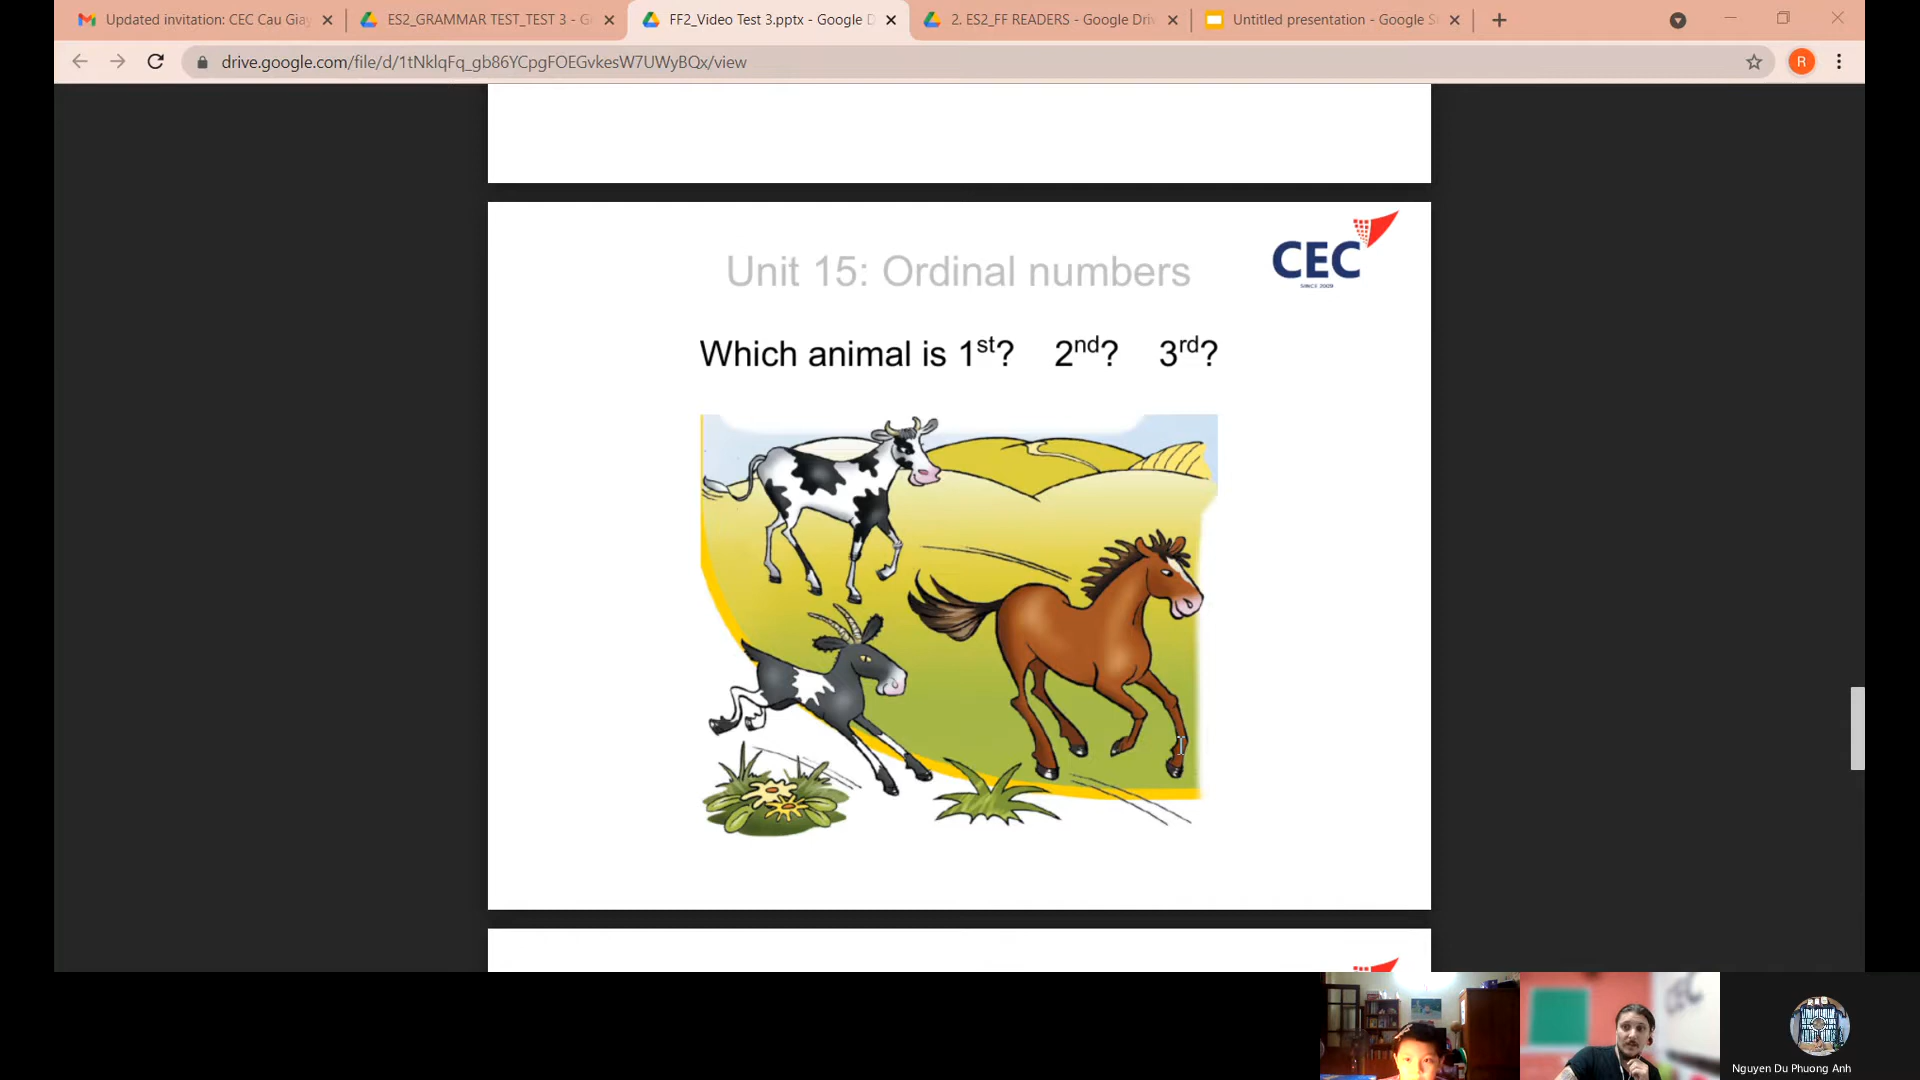 Updated invitation: CEC Cau Giay
ES2_GRAMMAR TEST_TEST 3 - G
FF2_Video Test 3.pptx - Google D
2. ES2_FF READERS - Google Driv
Untitled presentation - Google S
drive.google.com/file/d/1tNklqFq_gb86YCpgFOEGvkesW7UWyBQx/view
R
Unit 15: Ordinal numbers
CEC
SINCE 2009
Which animal is 1st? 2nd? 3rd?
CEC
Nguyen Du Phuong Anh